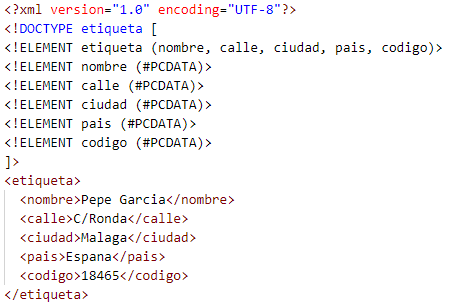 <?xml version="1.0" encoding="UTF-8"?>
<!DOCTYPE etiqueta [
<!ELEMENT etiqueta (nombre, calle, ciudad, pais, codigo)>
<!ELEMENT nombre (#PCDATA)>
<!ELEMENT calle (#PCDATA)>
<!ELEMENT ciudad (#PCDATA)>
<!ELEMENT pais (#PCDATA)>
<!ELEMENT codigo (#PCDATA)>
]>
<etiqueta>
  <nombre>Pepe Garcia</nombre>
  <calle>C/Ronda</calle>
  <ciudad>Malaga</ciudad>
  <pais>Espana</pais>
  <codigo>18465</codigo>
</etiqueta>